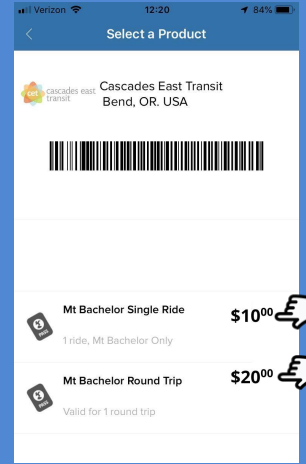 Verizon 12:20 84%
Select a Product
cet cascades east transit
Cascades East Transit
Bend, OR. USA
Mt Bachelor Single Ride $10.00
1 ride, Mt Bachelor Only
PASS
Mt Bachelor Round Trip $20.00
Valid for 1 round trip
PASS